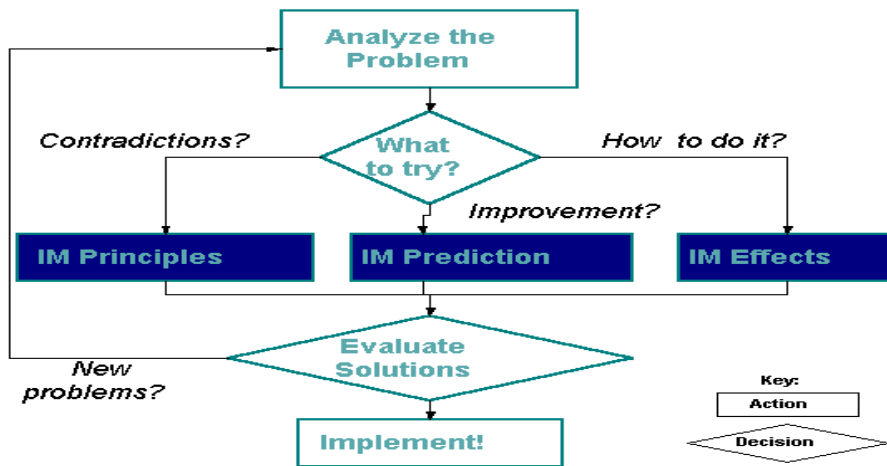 Analyze the
Problem
Contradictions?
What
to try?
How to do it?
Improvement?
IM Principles
IM Prediction
IM Effects
Evaluate
Solutions
New
problems?
Implement!
Key:
Action
Decision